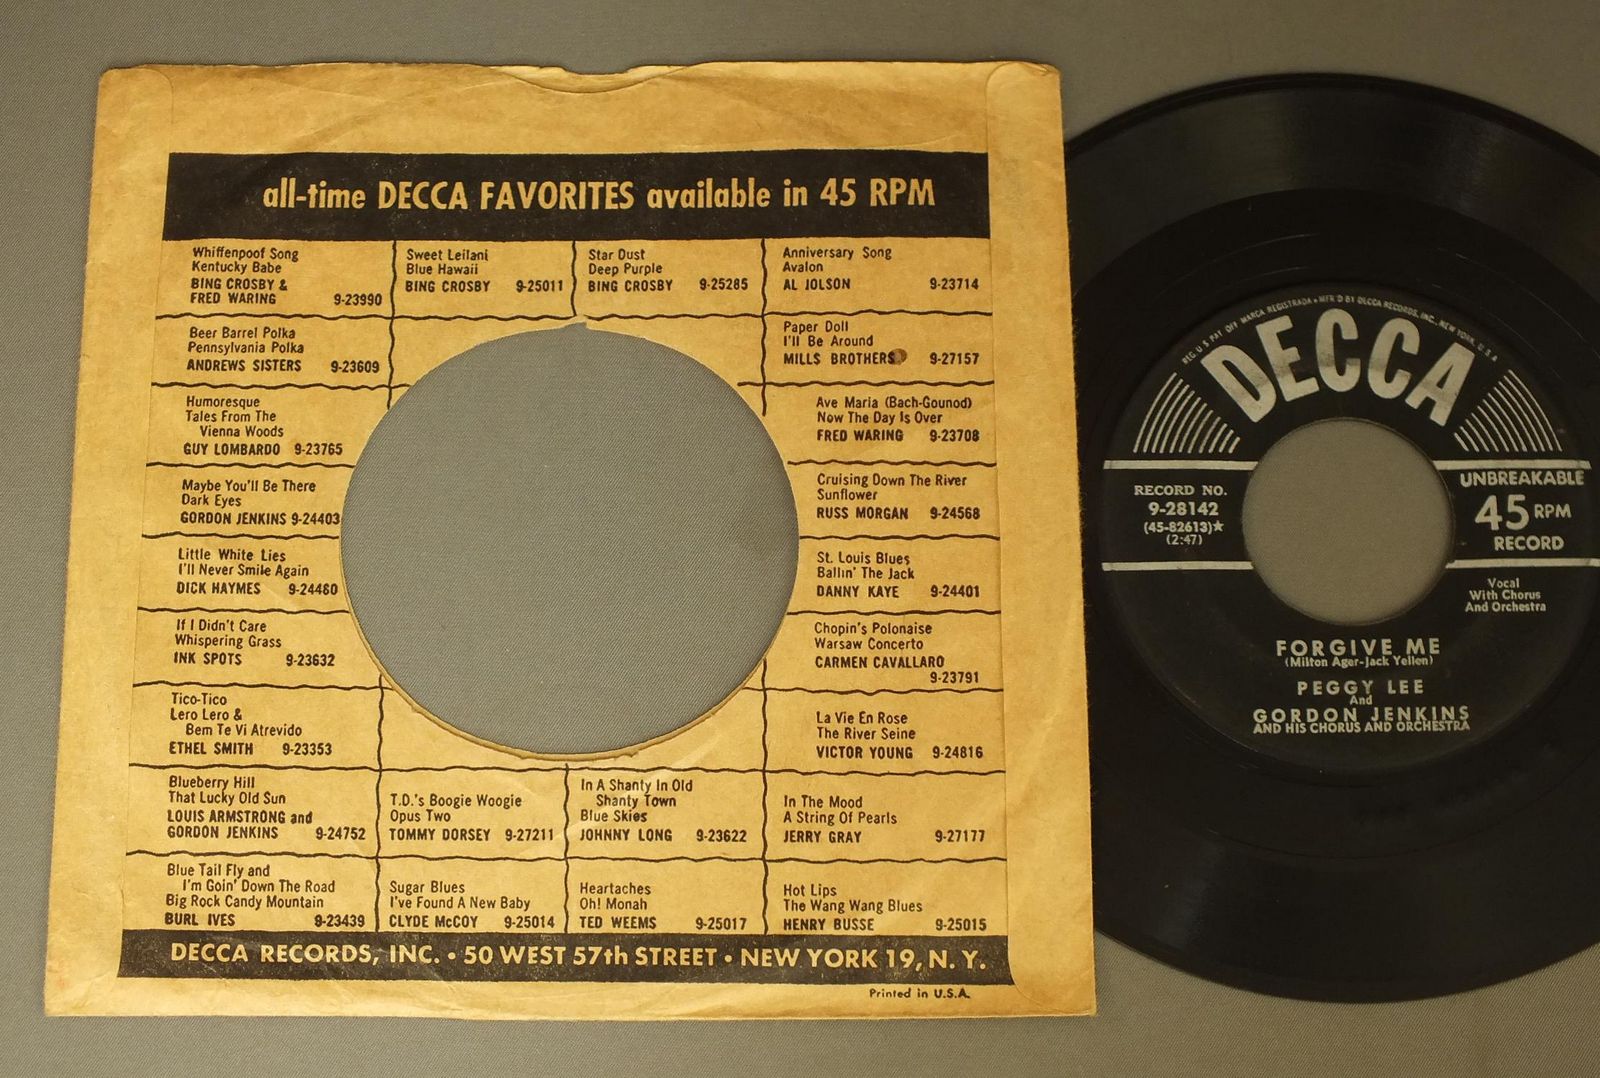 all-time DECCA FAVORITES available in 45 RPM
Whiffenpoof Song
Kentucky Babe
BING CROSBY &
FRED WARING 9-23990
Sweet Leilani
Blue Hawaii
BING CROSBY 9-25011
Star Dust
Deep Purple
BING CROSBY 9-25285
Anniversary Song
Avalon
AL JOLSON 9-23714
Beer Barrel Polka
Pennsylvania Polka
ANDREWS SISTERS 9-23609
Paper Doll
I'll Be Around
MILLS BROTHERS 9-27157
Humoresque
Tales From The
Vienna Woods
GUY LOMBARDO 9-23765
Ave Maria (Bach-Gounod)
Now The Day Is Over
FRED WARING 9-23708
Maybe You'll Be There
Dark Eyes
GORDON JENKINS 9-24403
Cruising Down The River
Sunflower
RUSS MORGAN 9-24568
Little White Lies
I'll Never Smile Again
DICK HAYMES 9-24480
St. Louis Blues
Ballin' The Jack
DANNY KAYE 9-24401
If I Didn't Care
Whispering Grass
INK SPOTS 9-23632
Chopin's Polonaise
Warsaw Concerto
CARMEN CAVALLARO
9-23791
Tico-Tico
Lero Lero &
Bem Te Vi Atrevido
ETHEL SMITH 9-23353
La Vie En Rose
The River Seine
VICTOR YOUNG 9-24816
Blueberry Hill
That Lucky Old Sun
LOUIS ARMSTRONG and
GORDON JENKINS 9-24752
T.D.'s Boogie Woogie
Opus Two
TOMMY DORSEY 9-27211
In A Shanty In Old
Shanty Town
Blue Skies
JOHNNY LONG 9-23622
In The Mood
A String Of Pearls
JERRY GRAY 9-27177
Blue Tail Fly and
I'm Goin' Down The Road
Big Rock Candy Mountain
BURL IVES 9-23439
Sugar Blues
I've Found A New Baby
CLYDE McCOY 9-25014
Heartaches
Oh! Monah
TED WEEMS 9-25017
Hot Lips
The Wang Wang Blues
HENRY BUSSE 9-25015
DECCA RECORDS, INC. • 50 WEST 57th STREET • NEW YORK 19, N. Y.
Printed in U.S.A.
REG. U S PAT OFF MARCA REGISTRADA • MFR'D BY DECCA RECORDS, INC., NEW YORK, U.S.A
DECCA
RECORD NO.
9-28142
(45-82613)★
(2:47)
UNBREAKABLE
45 RPM
RECORD
Vocal
With Chorus
And Orchestra
FORGIVE ME
(Milton Ager-Jack Yellen)
PEGGY LEE
And
GORDON JENKINS
AND HIS CHORUS AND ORCHESTRA